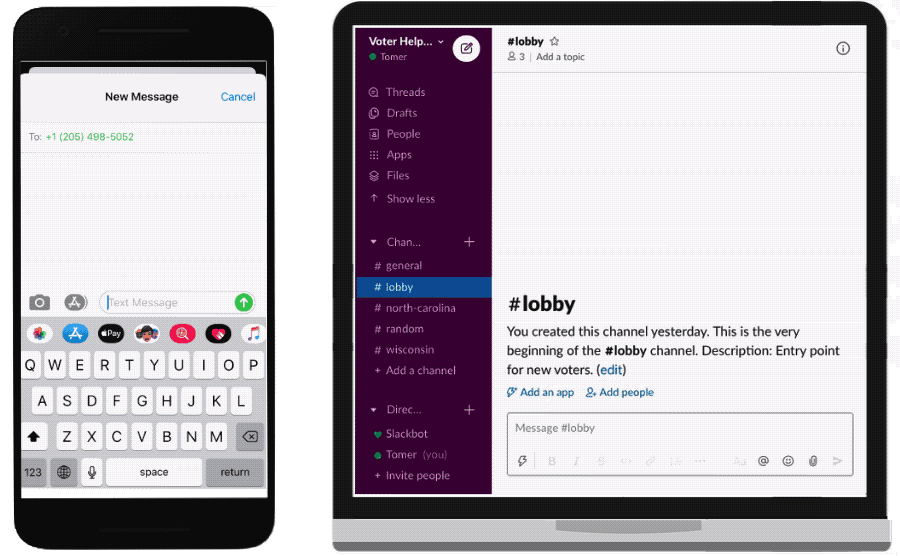 New Message
Cancel
To: +1 (205) 498-5052
Text Message
Pay
Q W E R T Y U I O P
A S D F G H J K L
Z X C V B N M
123
space
return
Voter Help...
Tomer
Threads
Drafts
People
Apps
Files
Show less
Chan...
# general
# lobby
# north-carolina
# random
# wisconsin
+ Add a channel
Direc...
Slackbot
Tomer (you)
+ Invite people
#lobby
3 | Add a topic
#lobby
You created this channel yesterday. This is the very
beginning of the #lobby channel. Description: Entry point
for new voters. (edit)
Add an app
Add people
Message #lobby
B I S Aa @